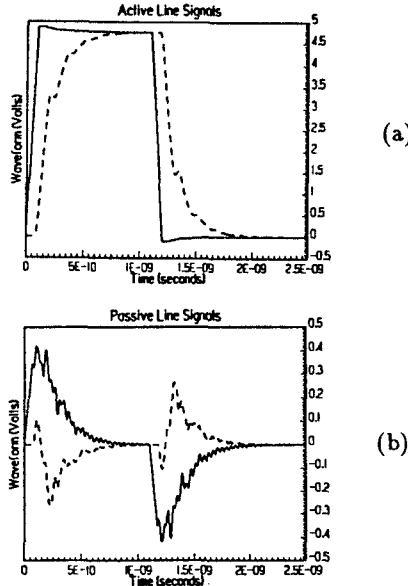 Active Line Signals
5
4.5
4
3.5
3
2.5
2
1.5
1
0.5
0
-0.5
Waveform (Volts)
0 5E-10 1E-09 1.5E-09 2E-09 2.5E-09
Time (seconds)
(a)
Passive Line Signals
0.5
0.4
0.3
0.2
0.1
0
-0.1
-0.2
-0.3
-0.4
-0.5
Waveform (Volts)
0 5E-10 1E-09 1.5E-09 2E-09 2.5E-09
Time (seconds)
(b)